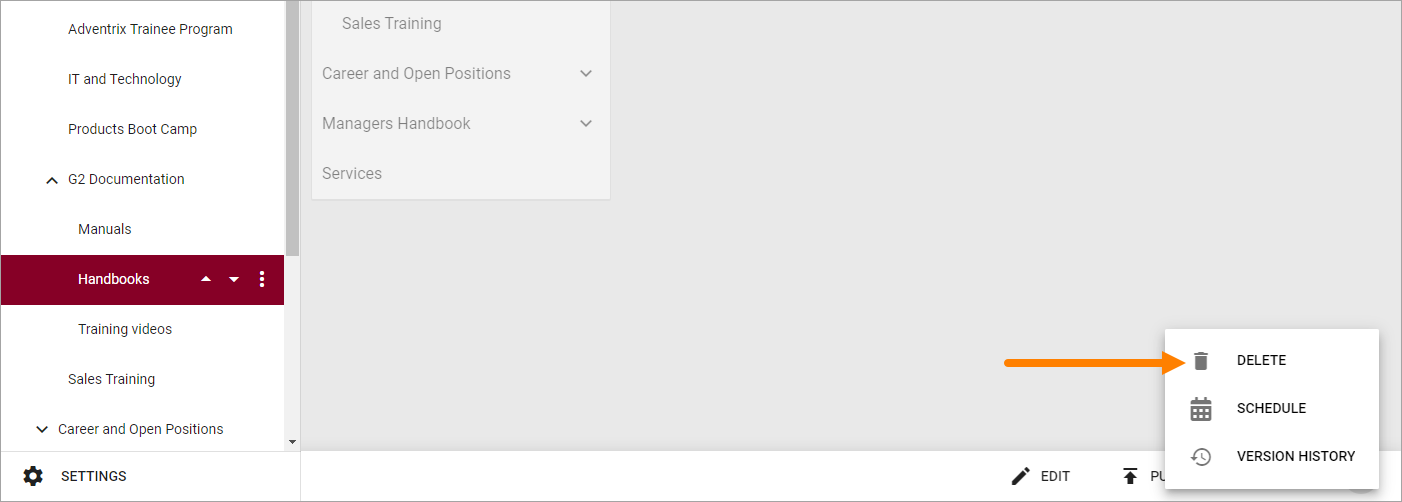 Adventrix Trainee Program
IT and Technology
Products Boot Camp
G2 Documentation
Manuals
Handbooks
Training videos
Sales Training
Career and Open Positions
SETTINGS
Sales Training
Career and Open Positions
Managers Handbook
Services
DELETE
SCHEDULE
VERSION HISTORY
EDIT